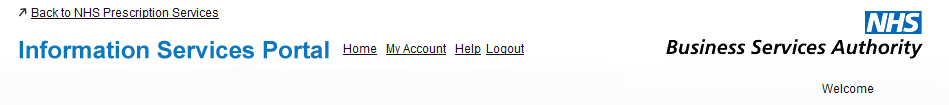 Back to NHS Prescription Services
NHS
Information Services Portal Home My Account Help Logout
Business Services Authority
Welcome